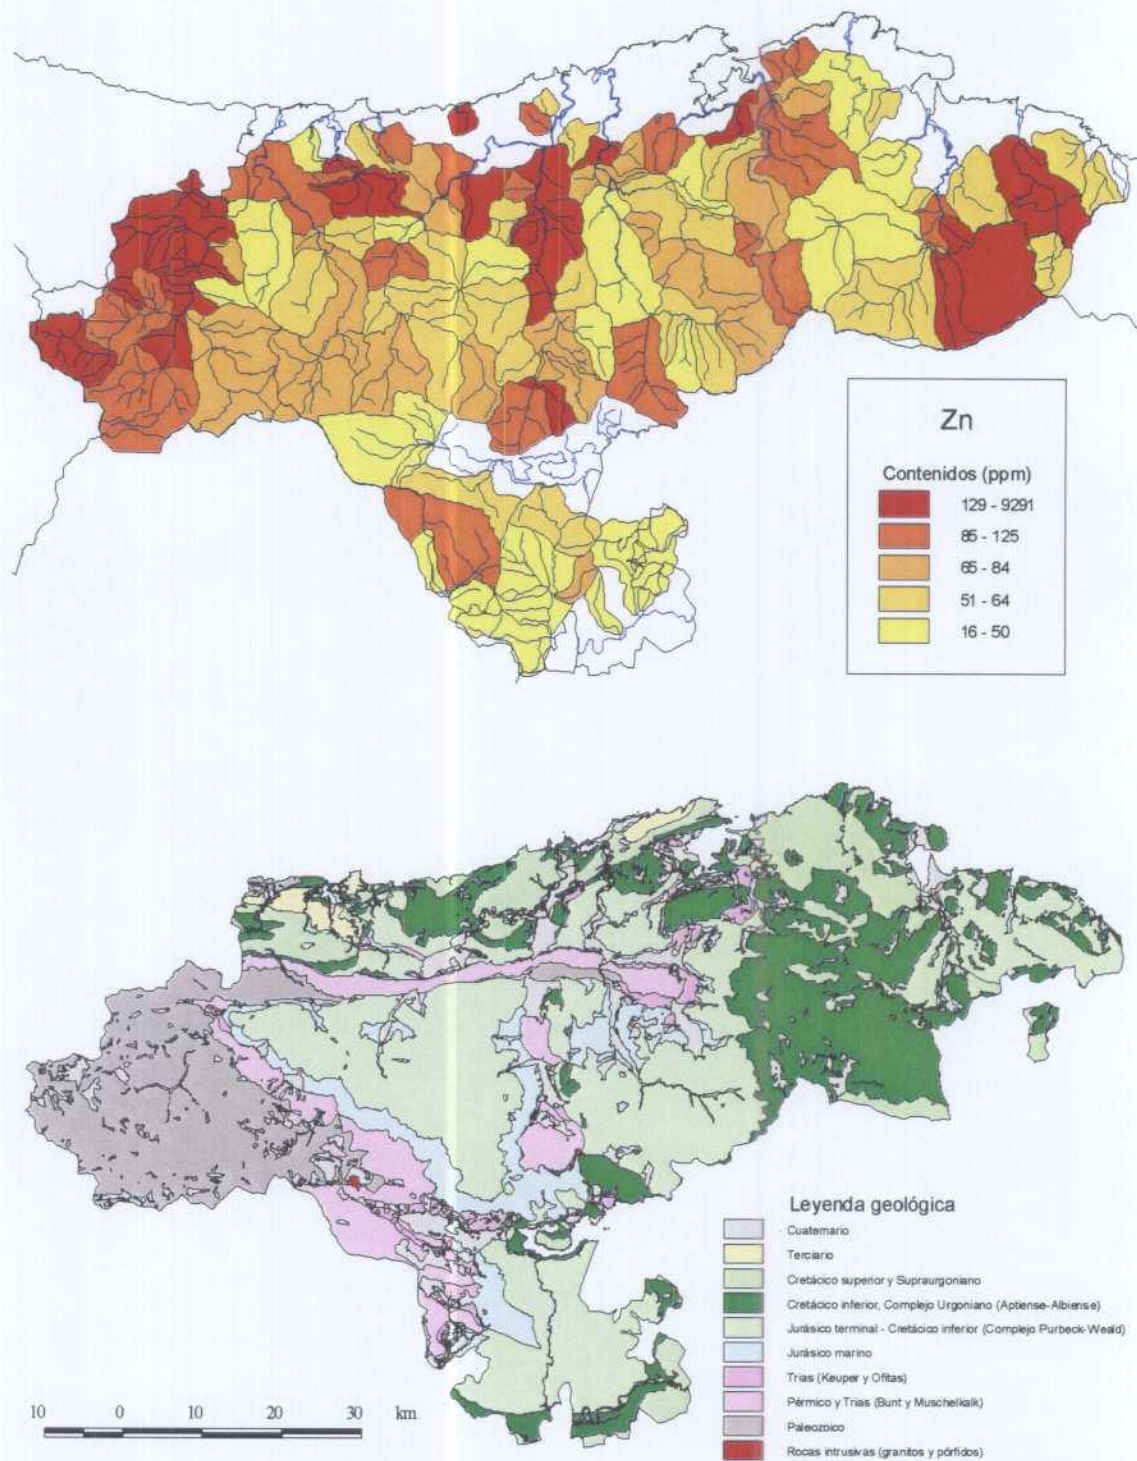 Zn
Contenidos (ppm)
129 - 9291
85 - 125
65 - 84
51 - 64
16 - 50
Leyenda geológica
Cuaternario
Terciario
Cretácico superior y Supraurgoniano
Cretácico inferior, Complejo Urgoniano (Aptiense-Albiense)
Jurásico terminal - Cretácico inferior (Complejo Purbeck-Weald)
Jurásico marino
Trias (Keuper y Ofitas)
Pérmico y Trias (Bunt y Muschelkalk)
Paleozoico
Rocas intrusivas (granitos y pórfidos)
10 0 10 20 30 km